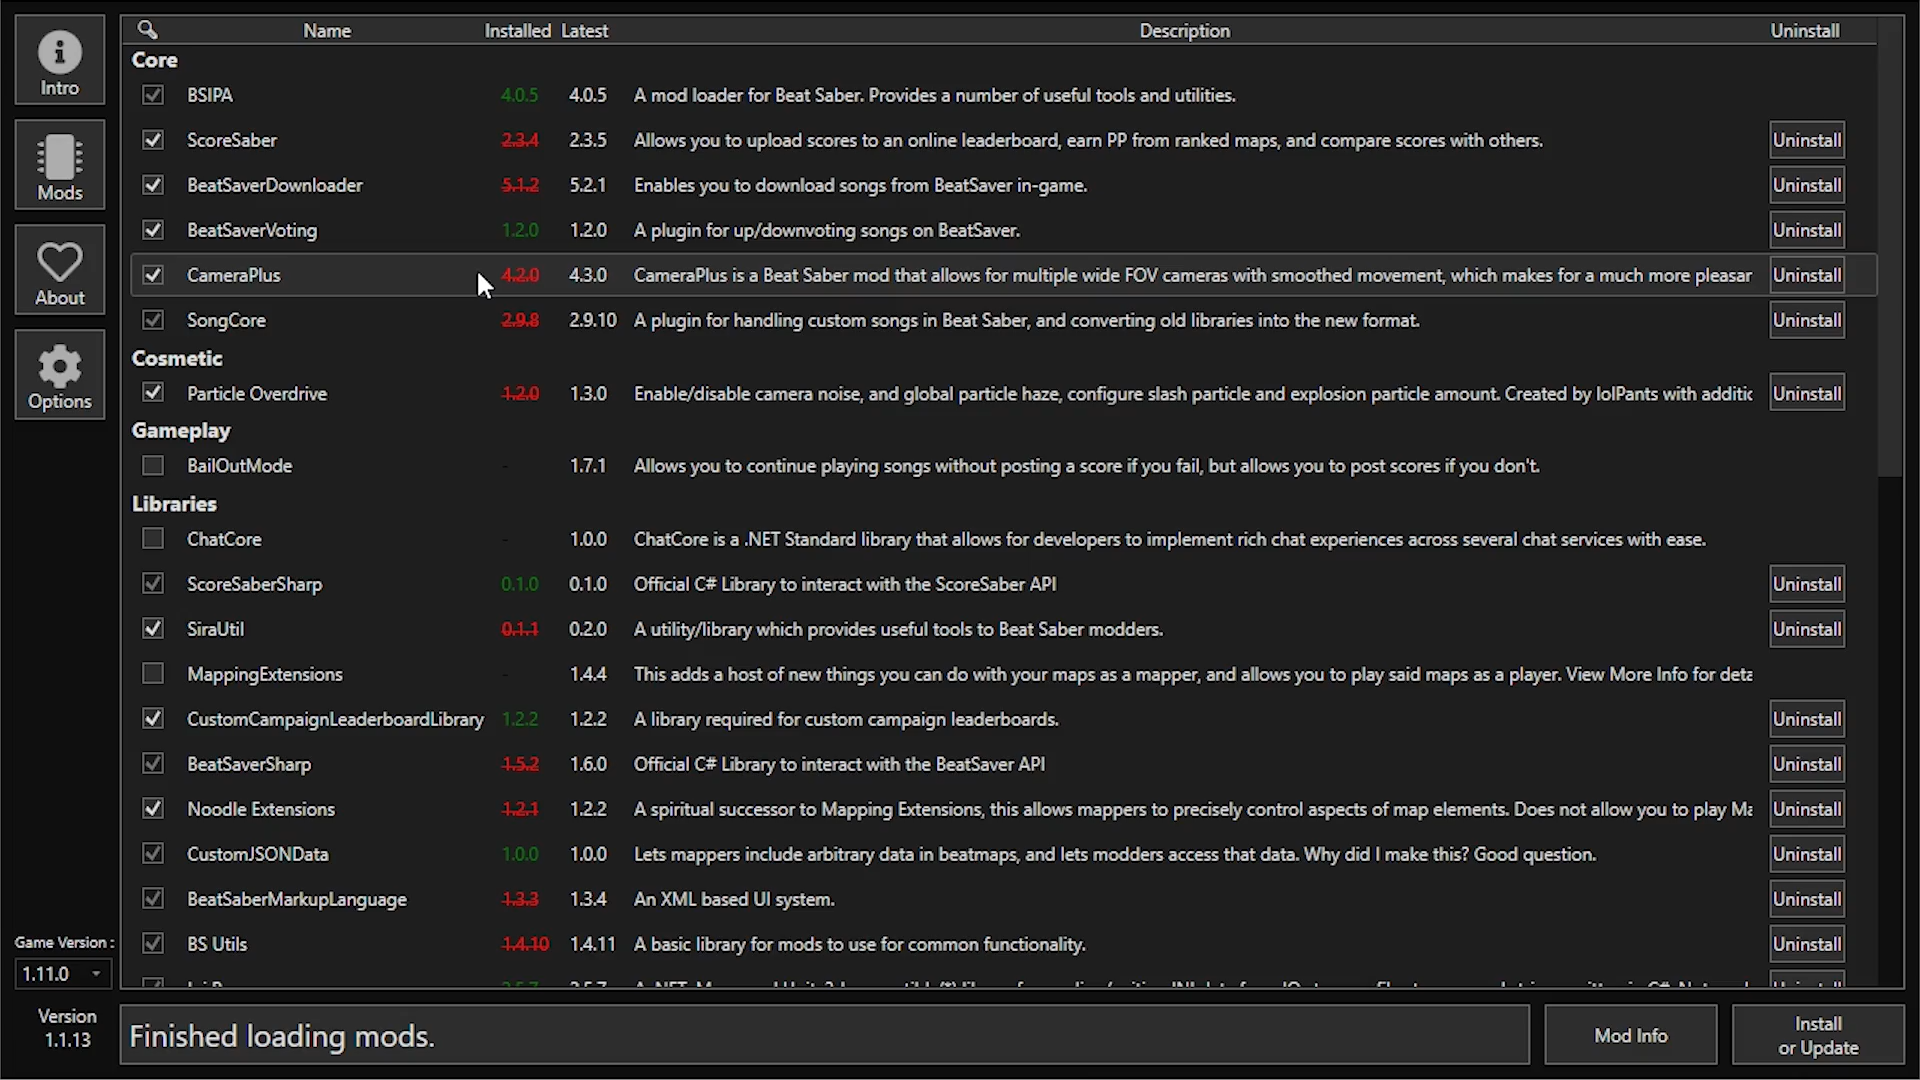 Intro
Mods
About
Options
Game Version :
1.11.0
Version
1.1.13
Name Installed Latest Description Uninstall
Core
BSIPA 4.0.5 4.0.5 A mod loader for Beat Saber. Provides a number of useful tools and utilities.
ScoreSaber 2.3.4 2.3.5 Allows you to upload scores to an online leaderboard, earn PP from ranked maps, and compare scores with others. Uninstall
BeatSaverDownloader 5.1.2 5.2.1 Enables you to download songs from BeatSaver in-game. Uninstall
BeatSaverVoting 1.2.0 1.2.0 A plugin for up/downvoting songs on BeatSaver. Uninstall
CameraPlus 4.2.0 4.3.0 CameraPlus is a Beat Saber mod that allows for multiple wide FOV cameras with smoothed movement, which makes for a much more pleasar Uninstall
SongCore 2.9.8 2.9.10 A plugin for handling custom songs in Beat Saber, and converting old libraries into the new format. Uninstall
Cosmetic
Particle Overdrive 1.2.0 1.3.0 Enable/disable camera noise, and global particle haze, configure slash particle and explosion particle amount. Created by lolPants with additic Uninstall
Gameplay
BailOutMode - 1.7.1 Allows you to continue playing songs without posting a score if you fail, but allows you to post scores if you don't.
Libraries
ChatCore - 1.0.0 ChatCore is a .NET Standard library that allows for developers to implement rich chat experiences across several chat services with ease.
ScoreSaberSharp 0.1.0 0.1.0 Official C# Library to interact with the ScoreSaber API Uninstall
SiraUtil 0.1.1 0.2.0 A utility/library which provides useful tools to Beat Saber modders. Uninstall
MappingExtensions - 1.4.4 This adds a host of new things you can do with your maps as a mapper, and allows you to play said maps as a player. View More Info for deta
CustomCampaignLeaderboardLibrary 1.2.2 1.2.2 A library required for custom campaign leaderboards. Uninstall
BeatSaverSharp 1.5.2 1.6.0 Official C# Library to interact with the BeatSaver API Uninstall
Noodle Extensions 1.2.1 1.2.2 A spiritual successor to Mapping Extensions, this allows mappers to precisely control aspects of map elements. Does not allow you to play Ma Uninstall
CustomJSONData 1.0.0 1.0.0 Lets mappers include arbitrary data in beatmaps, and lets modders access that data. Why did I make this? Good question. Uninstall
BeatSaberMarkupLanguage 1.3.3 1.3.4 An XML based UI system. Uninstall
BS Utils 1.4.10 1.4.11 A basic library for mods to use for common functionality. Uninstall
Finished loading mods.
Mod Info
Install
or Update